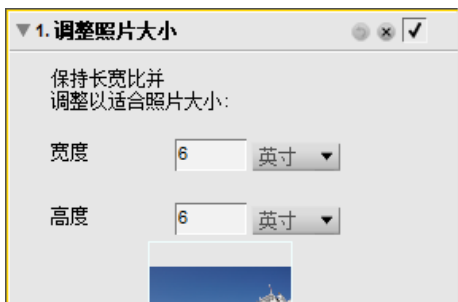 1. 调整照片大小
保持长宽比并
调整以适合照片大小:
宽度 6 英寸
高度 6 英寸